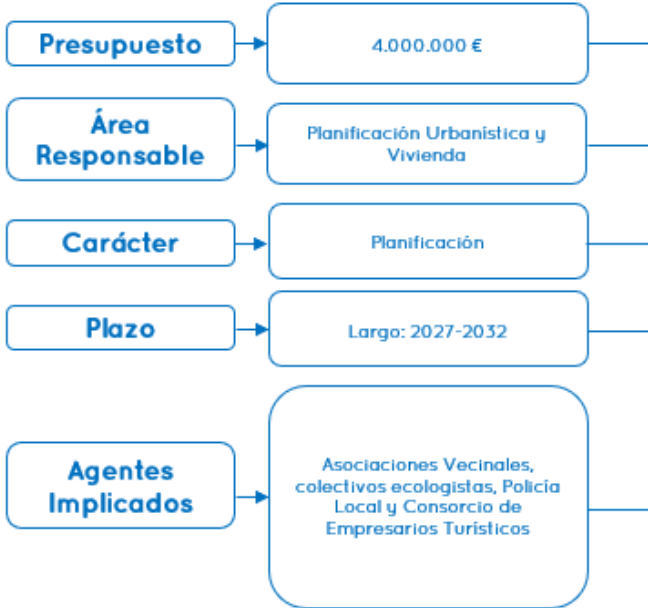 Presupuesto
4.000.000 €
Área
Responsable
Planificación Urbanística y
Vivienda
Carácter
Planificación
Plazo
Largo: 2027-2032
Agentes
Implicados
Asociaciones Vecinales,
colectivos ecologistas, Policía
Local y Consorcio de
Empresarios Turísticos